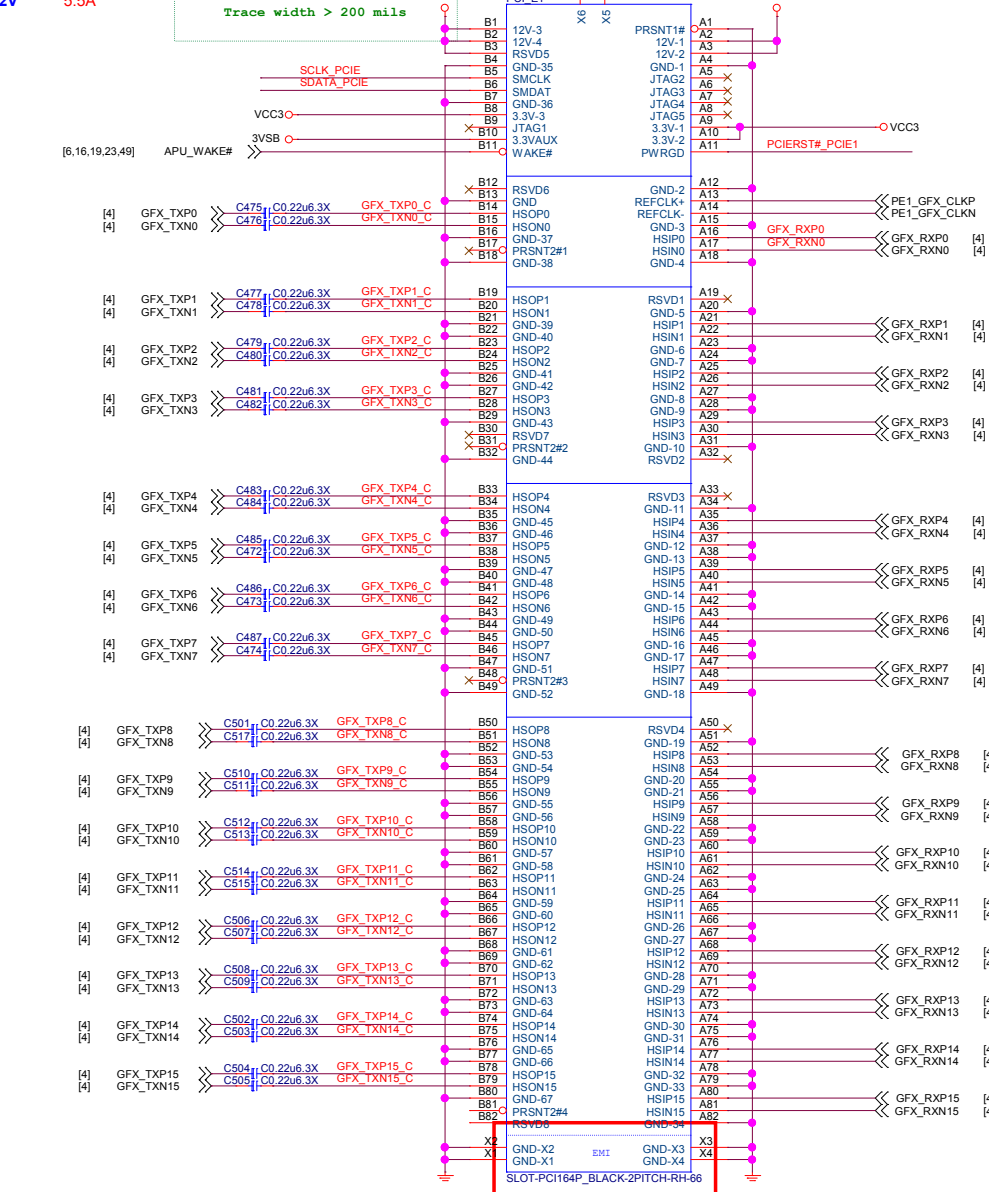 2V 5.5A
Trace width > 200 mils
PCI_E1
X6 X5
B1 12V-3 PRSNT1# A1
B2 12V-4 12V-1 A2
B3 RSVD5 12V-2 A3
B4 GND-35 GND-1 A4
SCLK_PCIE B5 SMCLK JTAG2 A5
SDATA_PCIE B6 SMDAT JTAG3 A6
B7 GND-36 JTAG4 A7
VCC3 B8 3.3V-3 JTAG5 A8
B9 JTAG1 3.3V-1 A9 VCC3
3VSB B10 3.3VAUX 3.3V-2 A10
[6,16,19,23,49] APU_WAKE# B11 WAKE# PWRGD A11 PCIERST#_PCIE1
B12 RSVD6 GND-2 A12
B13 GND REFCLK+ A13 PE1_GFX_CLKP
[4] GFX_TXP0 C475 C0.22u6.3X GFX_TXP0_C B14 HSOP0 REFCLK- A14 PE1_GFX_CLKN
[4] GFX_TXN0 C476 C0.22u6.3X GFX_TXN0_C B15 HSON0 GND-3 A15
B16 GND-37 HSIP0 A16 GFX_RXP0 GFX_RXP0 [4]
B17 PRSNT2#1 HSIN0 A17 GFX_RXN0 GFX_RXN0 [4]
B18 GND-38 GND-4 A18
[4] GFX_TXP1 C477 C0.22u6.3X GFX_TXP1_C B19 HSOP1 RSVD1 A19
[4] GFX_TXN1 C478 C0.22u6.3X GFX_TXN1_C B20 HSON1 GND-5 A20
B21 GND-39 HSIP1 A21 GFX_RXP1 [4]
B22 GND-40 HSIN1 A22 GFX_RXN1 [4]
[4] GFX_TXP2 C479 C0.22u6.3X GFX_TXP2_C B23 HSOP2 GND-6 A23
[4] GFX_TXN2 C480 C0.22u6.3X GFX_TXN2_C B24 HSON2 GND-7 A24
B25 GND-41 HSIP2 A25 GFX_RXP2 [4]
B26 GND-42 HSIN2 A26 GFX_RXN2 [4]
[4] GFX_TXP3 C481 C0.22u6.3X GFX_TXP3_C B27 HSOP3 GND-8 A27
[4] GFX_TXN3 C482 C0.22u6.3X GFX_TXN3_C B28 HSON3 GND-9 A28
B29 GND-43 HSIP3 A29 GFX_RXP3 [4]
B30 RSVD7 HSIN3 A30 GFX_RXN3 [4]
B31 PRSNT2#2 GND-10 A31
B32 GND-44 RSVD2 A32
[4] GFX_TXP4 C483 C0.22u6.3X GFX_TXP4_C B33 HSOP4 RSVD3 A33
[4] GFX_TXN4 C484 C0.22u6.3X GFX_TXN4_C B34 HSON4 GND-11 A34
B35 GND-45 HSIP4 A35 GFX_RXP4 [4]
B36 GND-46 HSIN4 A36 GFX_RXN4 [4]
[4] GFX_TXP5 C485 C0.22u6.3X GFX_TXP5_C B37 HSOP5 GND-12 A37
[4] GFX_TXN5 C472 C0.22u6.3X GFX_TXN5_C B38 HSON5 GND-13 A38
B39 GND-47 HSIP5 A39 GFX_RXP5 [4]
B40 GND-48 HSIN5 A40 GFX_RXN5 [4]
[4] GFX_TXP6 C486 C0.22u6.3X GFX_TXP6_C B41 HSOP6 GND-14 A41
[4] GFX_TXN6 C473 C0.22u6.3X GFX_TXN6_C B42 HSON6 GND-15 A42
B43 GND-49 HSIP6 A43 GFX_RXP6 [4]
B44 GND-50 HSIN6 A44 GFX_RXN6 [4]
[4] GFX_TXP7 C487 C0.22u6.3X GFX_TXP7_C B45 HSOP7 GND-16 A45
[4] GFX_TXN7 C474 C0.22u6.3X GFX_TXN7_C B46 HSON7 GND-17 A46
B47 GND-51 HSIP7 A47 GFX_RXP7 [4]
B48 PRSNT2#3 HSIN7 A48 GFX_RXN7 [4]
B49 GND-52 GND-18 A49
[4] GFX_TXP8 C501 C0.22u6.3X GFX_TXP8_C B50 HSOP8 RSVD4 A50
[4] GFX_TXN8 C517 C0.22u6.3X GFX_TXN8_C B51 HSON8 GND-19 A51
B52 GND-53 HSIP8 A52 GFX_RXP8 [4
B53 GND-54 HSIN8 A53 GFX_RXN8 [4
[4] GFX_TXP9 C510 C0.22u6.3X GFX_TXP9_C B54 HSOP9 GND-20 A54
[4] GFX_TXN9 C511 C0.22u6.3X GFX_TXN9_C B55 HSON9 GND-21 A55
B56 GND-55 HSIP9 A56 GFX_RXP9 [4
B57 GND-56 HSIN9 A57 GFX_RXN9 [4
[4] GFX_TXP10 C512 C0.22u6.3X GFX_TXP10_C B58 HSOP10 GND-22 A58
[4] GFX_TXN10 C513 C0.22u6.3X GFX_TXN10_C B59 HSON10 GND-23 A59
B60 GND-57 HSIP10 A60 GFX_RXP10 [4
B61 GND-58 HSIN10 A61 GFX_RXN10 [4
[4] GFX_TXP11 C514 C0.22u6.3X GFX_TXP11_C B62 HSOP11 GND-24 A62
[4] GFX_TXN11 C515 C0.22u6.3X GFX_TXN11_C B63 HSON11 GND-25 A63
B64 GND-59 HSIP11 A64 GFX_RXP11 [4
B65 GND-60 HSIN11 A65 GFX_RXN11 [4
[4] GFX_TXP12 C506 C0.22u6.3X GFX_TXP12_C B66 HSOP12 GND-26 A66
[4] GFX_TXN12 C507 C0.22u6.3X GFX_TXN12_C B67 HSON12 GND-27 A67
B68 GND-61 HSIP12 A68 GFX_RXP12 [4
B69 GND-62 HSIN12 A69 GFX_RXN12 [4
[4] GFX_TXP13 C508 C0.22u6.3X GFX_TXP13_C B70 HSOP13 GND-28 A70
[4] GFX_TXN13 C509 C0.22u6.3X GFX_TXN13_C B71 HSON13 GND-29 A71
B72 GND-63 HSIP13 A72 GFX_RXP13 [4
B73 GND-64 HSIN13 A73 GFX_RXN13 [4
[4] GFX_TXP14 C502 C0.22u6.3X GFX_TXP14_C B74 HSOP14 GND-30 A74
[4] GFX_TXN14 C503 C0.22u6.3X GFX_TXN14_C B75 HSON14 GND-31 A75
B76 GND-65 HSIP14 A76 GFX_RXP14 [4
B77 GND-66 HSIN14 A77 GFX_RXN14 [4
[4] GFX_TXP15 C504 C0.22u6.3X GFX_TXP15_C B78 HSOP15 GND-32 A78
[4] GFX_TXN15 C505 C0.22u6.3X GFX_TXN15_C B79 HSON15 GND-33 A79
B80 GND-67 HSIP15 A80 GFX_RXP15 [4
B81 PRSNT2#4 HSIN15 A81 GFX_RXN15 [4
B82 RSVD8 GND-34 A82
X2 GND-X2 EMI GND-X3 X3
X1 GND-X1 GND-X4 X4
SLOT-PCI164P_BLACK-2PITCH-RH-66